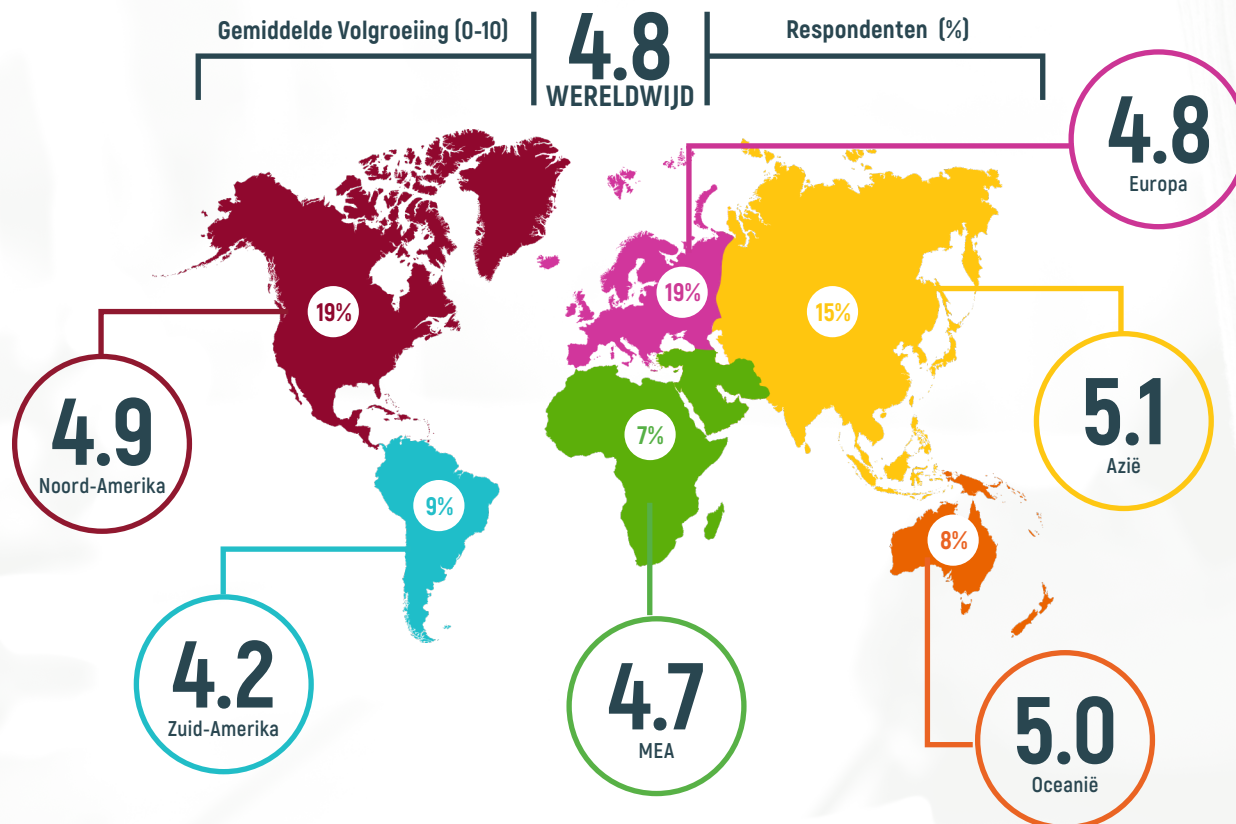 Gemiddelde Volgroeiing (0-10)
4.8
WERELDWIJD
Respondenten (%)
4.8
Europa
19%
19%
15%
4.9
Noord-Amerika
5.1
Azië
7%
9%
8%
4.2
Zuid-Amerika
4.7
MEA
5.0
Oceanië